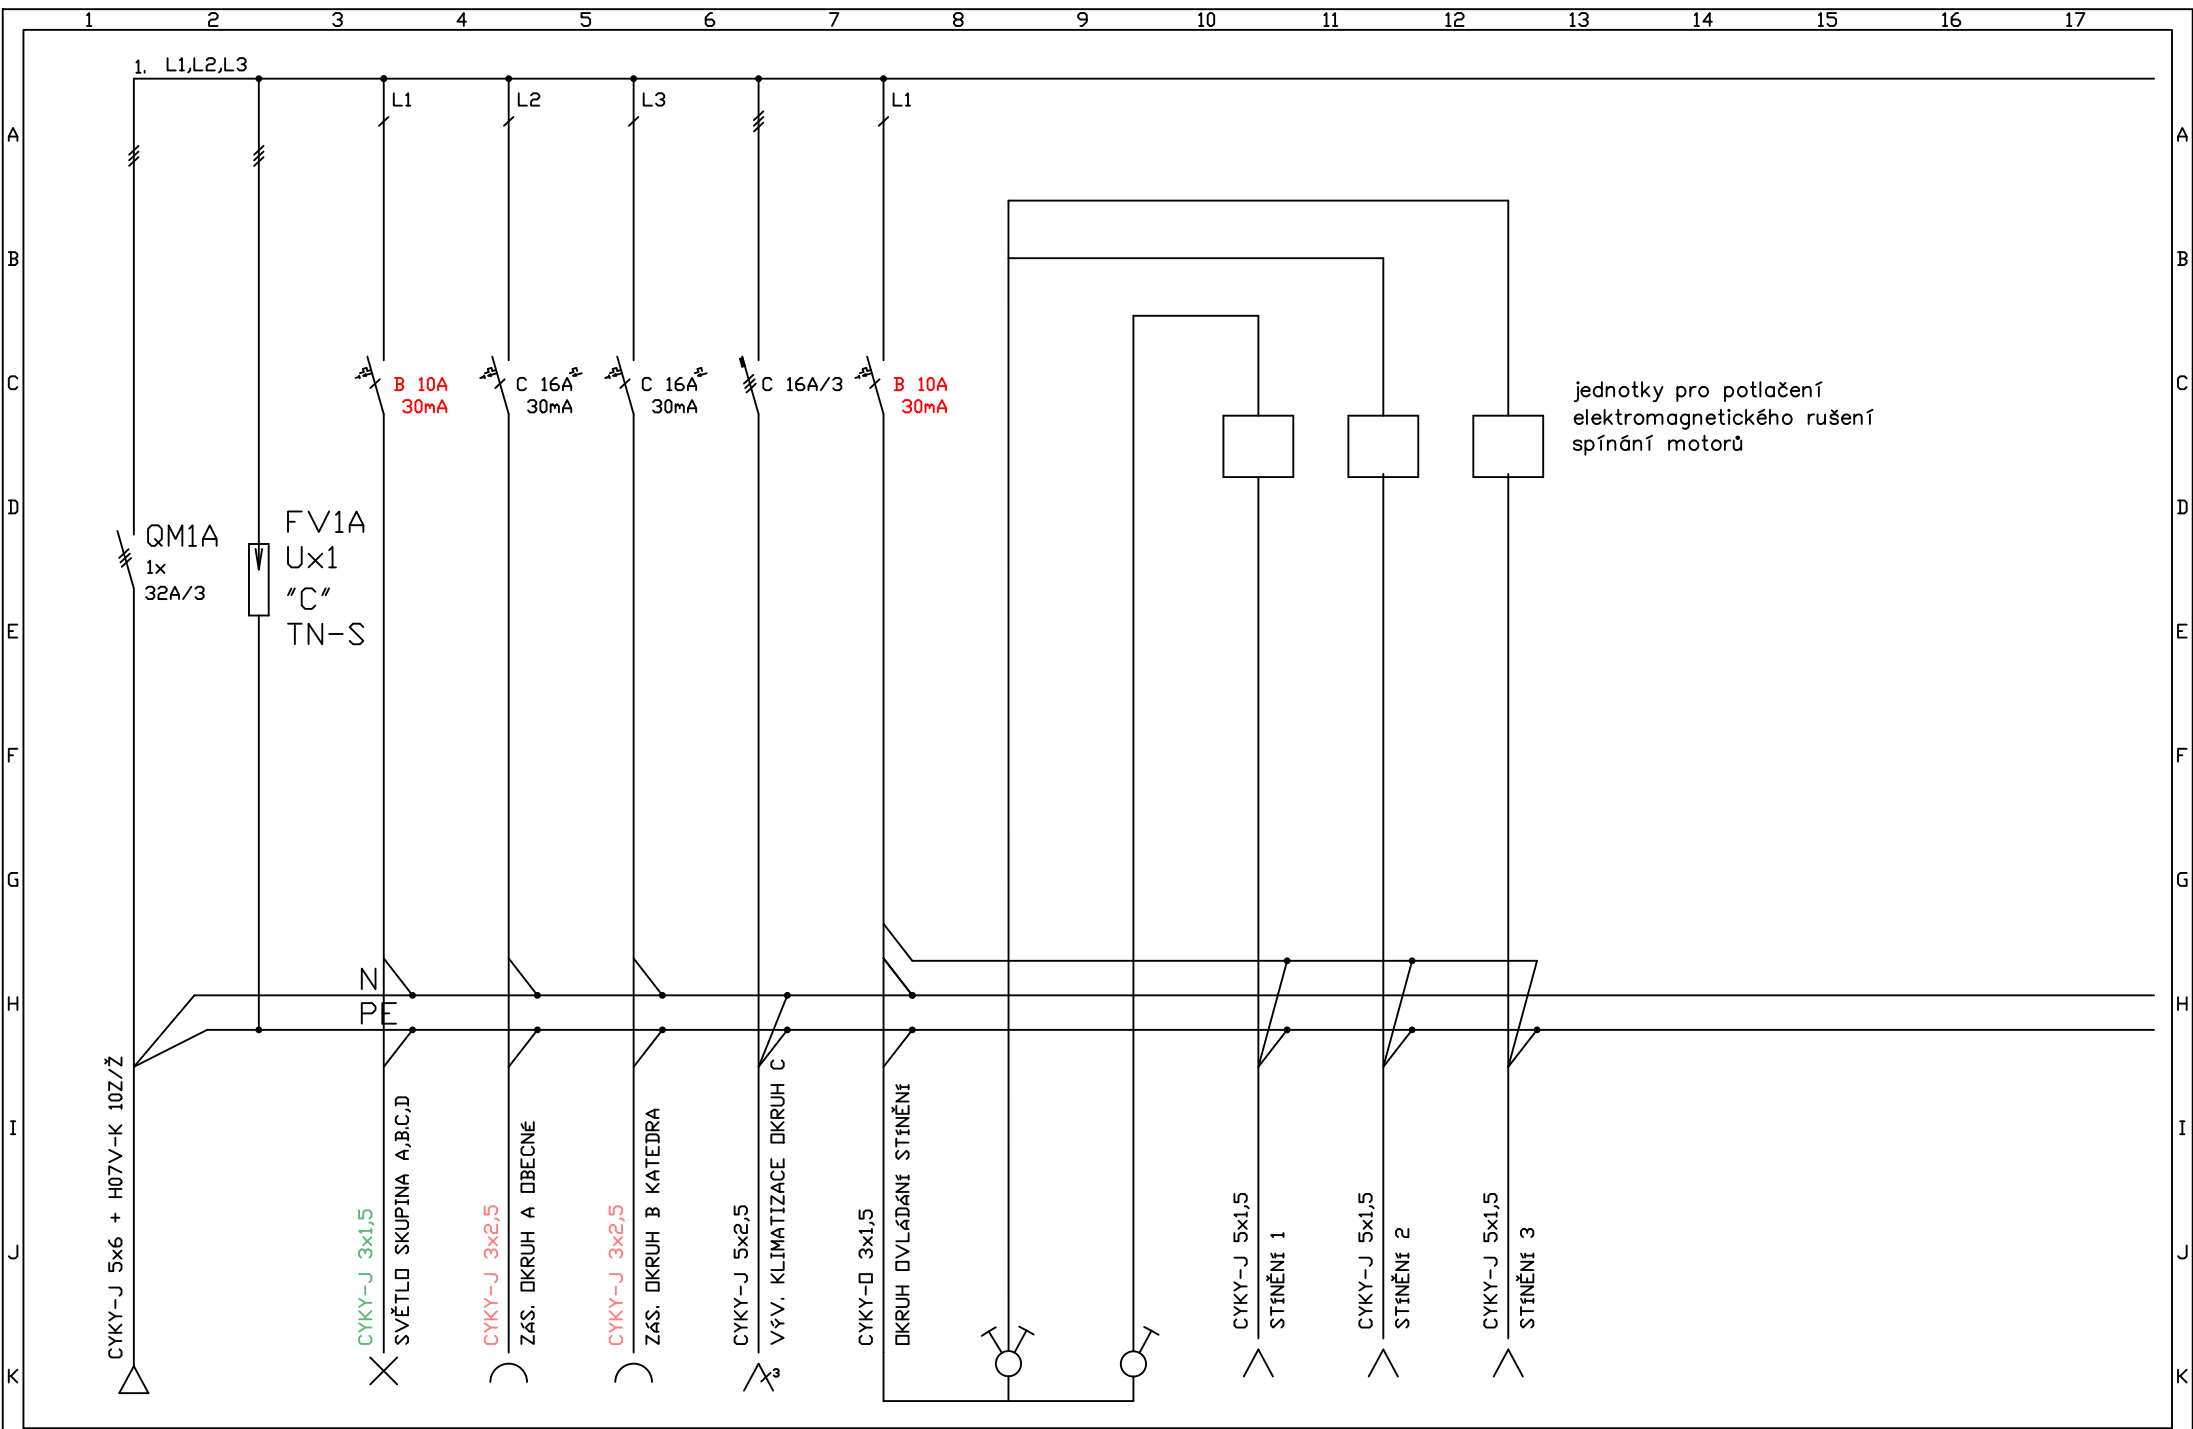 1 2 3 4 5 6 7 8 9 10 11 12 13 14 15 16 17
1. L1,L2,L3
L1 L2 L3 L1
A A
B B
C C
B 10A
30mA
C 16A
30mA
C 16A
30mA
C 16A/3
B 10A
30mA
jednotky pro potlačení
elektromagnetického rušení
spínání motorů
D D
QM1A
1x
32A/3
FV1A
Ux1
"C"
TN-S
E E
F F
G G
N
PE
H H
I I
J J
K K
CYKY-J 5x6 + H07V-K 10Z/Ž
CYKY-J 3x1,5
SVĚTLO SKUPINA A,B.C,D
CYKY-J 3x2,5
ZÁS. OKRUH A OBECNÉ
CYKY-J 3x2,5
ZÁS. OKRUH B KATEDRA
CYKY-J 5x2,5
VÝV. KLIMATIZACE OKRUH C
3
CYKY-O 3x1,5
OKRUH OVLÁDÁNÍ STÍNĚNÍ
CYKY-J 5x1,5
STÍNĚNÍ 1
CYKY-J 5x1,5
STÍNĚNÍ 2
CYKY-J 5x1,5
STÍNĚNÍ 3